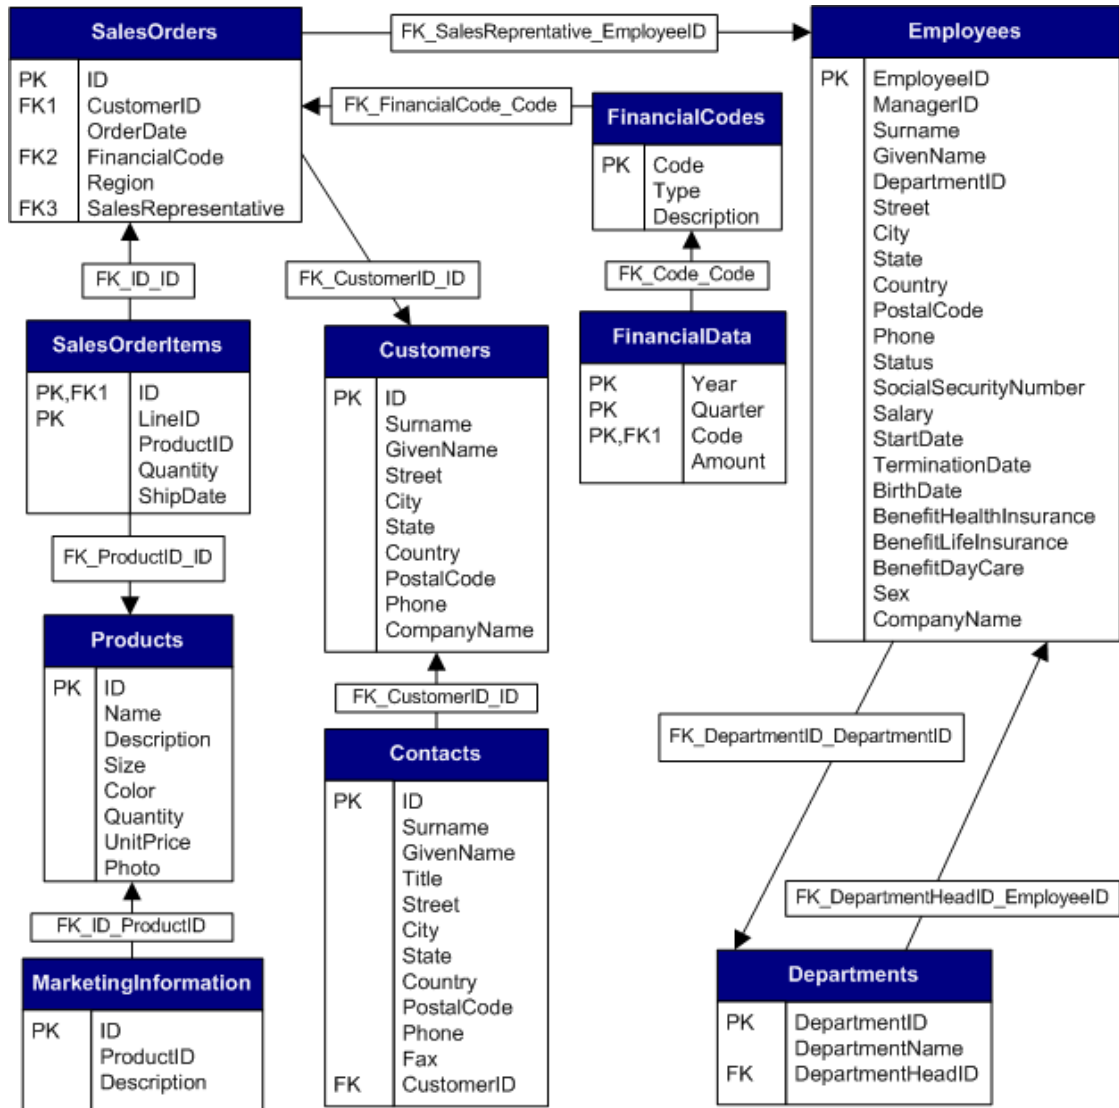 SalesOrders
PK ID
FK1 CustomerID
OrderDate
FK2 FinancialCode
Region
FK3 SalesRepresentative
FK_SalesReprentative_EmployeeID
Employees
PK EmployeeID
ManagerID
Surname
GivenName
DepartmentID
Street
City
State
Country
PostalCode
Phone
Status
SocialSecurityNumber
Salary
StartDate
TerminationDate
BirthDate
BenefitHealthInsurance
BenefitLifeInsurance
BenefitDayCare
Sex
CompanyName
FK_FinancialCode_Code
FinancialCodes
PK Code
Type
Description
FK_ID_ID
FK_CustomerID_ID
FK_Code_Code
SalesOrderItems
PK,FK1 ID
PK LineID
ProductID
Quantity
ShipDate
Customers
PK ID
Surname
GivenName
Street
City
State
Country
PostalCode
Phone
CompanyName
FinancialData
PK Year
PK Quarter
PK,FK1 Code
Amount
FK_ProductID_ID
Products
PK ID
Name
Description
Size
Color
Quantity
UnitPrice
Photo
FK_CustomerID_ID
Contacts
PK ID
Surname
GivenName
Title
Street
City
State
Country
PostalCode
Phone
Fax
FK CustomerID
FK_DepartmentID_DepartmentID
FK_DepartmentHeadID_EmployeeID
FK_ID_ProductID
MarketingInformation
PK ID
ProductID
Description
Departments
PK DepartmentID
DepartmentName
FK DepartmentHeadID